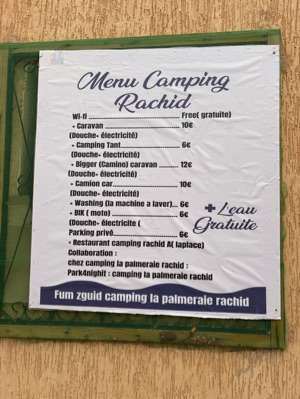 Menu Camping
Rachid
Wi-fi ........................................ Free( gratuite)
• Caravan .................................. 10€
(Douche+ électricité)
• Camping Tant........................ 6€
(Douche+ électricité)
• Bigger (Camino) caravan ........ 12€
(Douche+ électricité)
• Camion car............................ 10€
(Douche+ électricité)
• Washing (la machine a laver)... 6€
• BIK ( moto) ........................... 6€
(Douche+ électricite (
Parking privé........................... 6€
• Restaurant camping rachid A( laplace)
Collaboration :
chez camping la palmeraie rachid :
Park4nighit : camping la palmeraie rachid
+ Leau
Gratuite
Fum zguid camping la palmeraie rachid